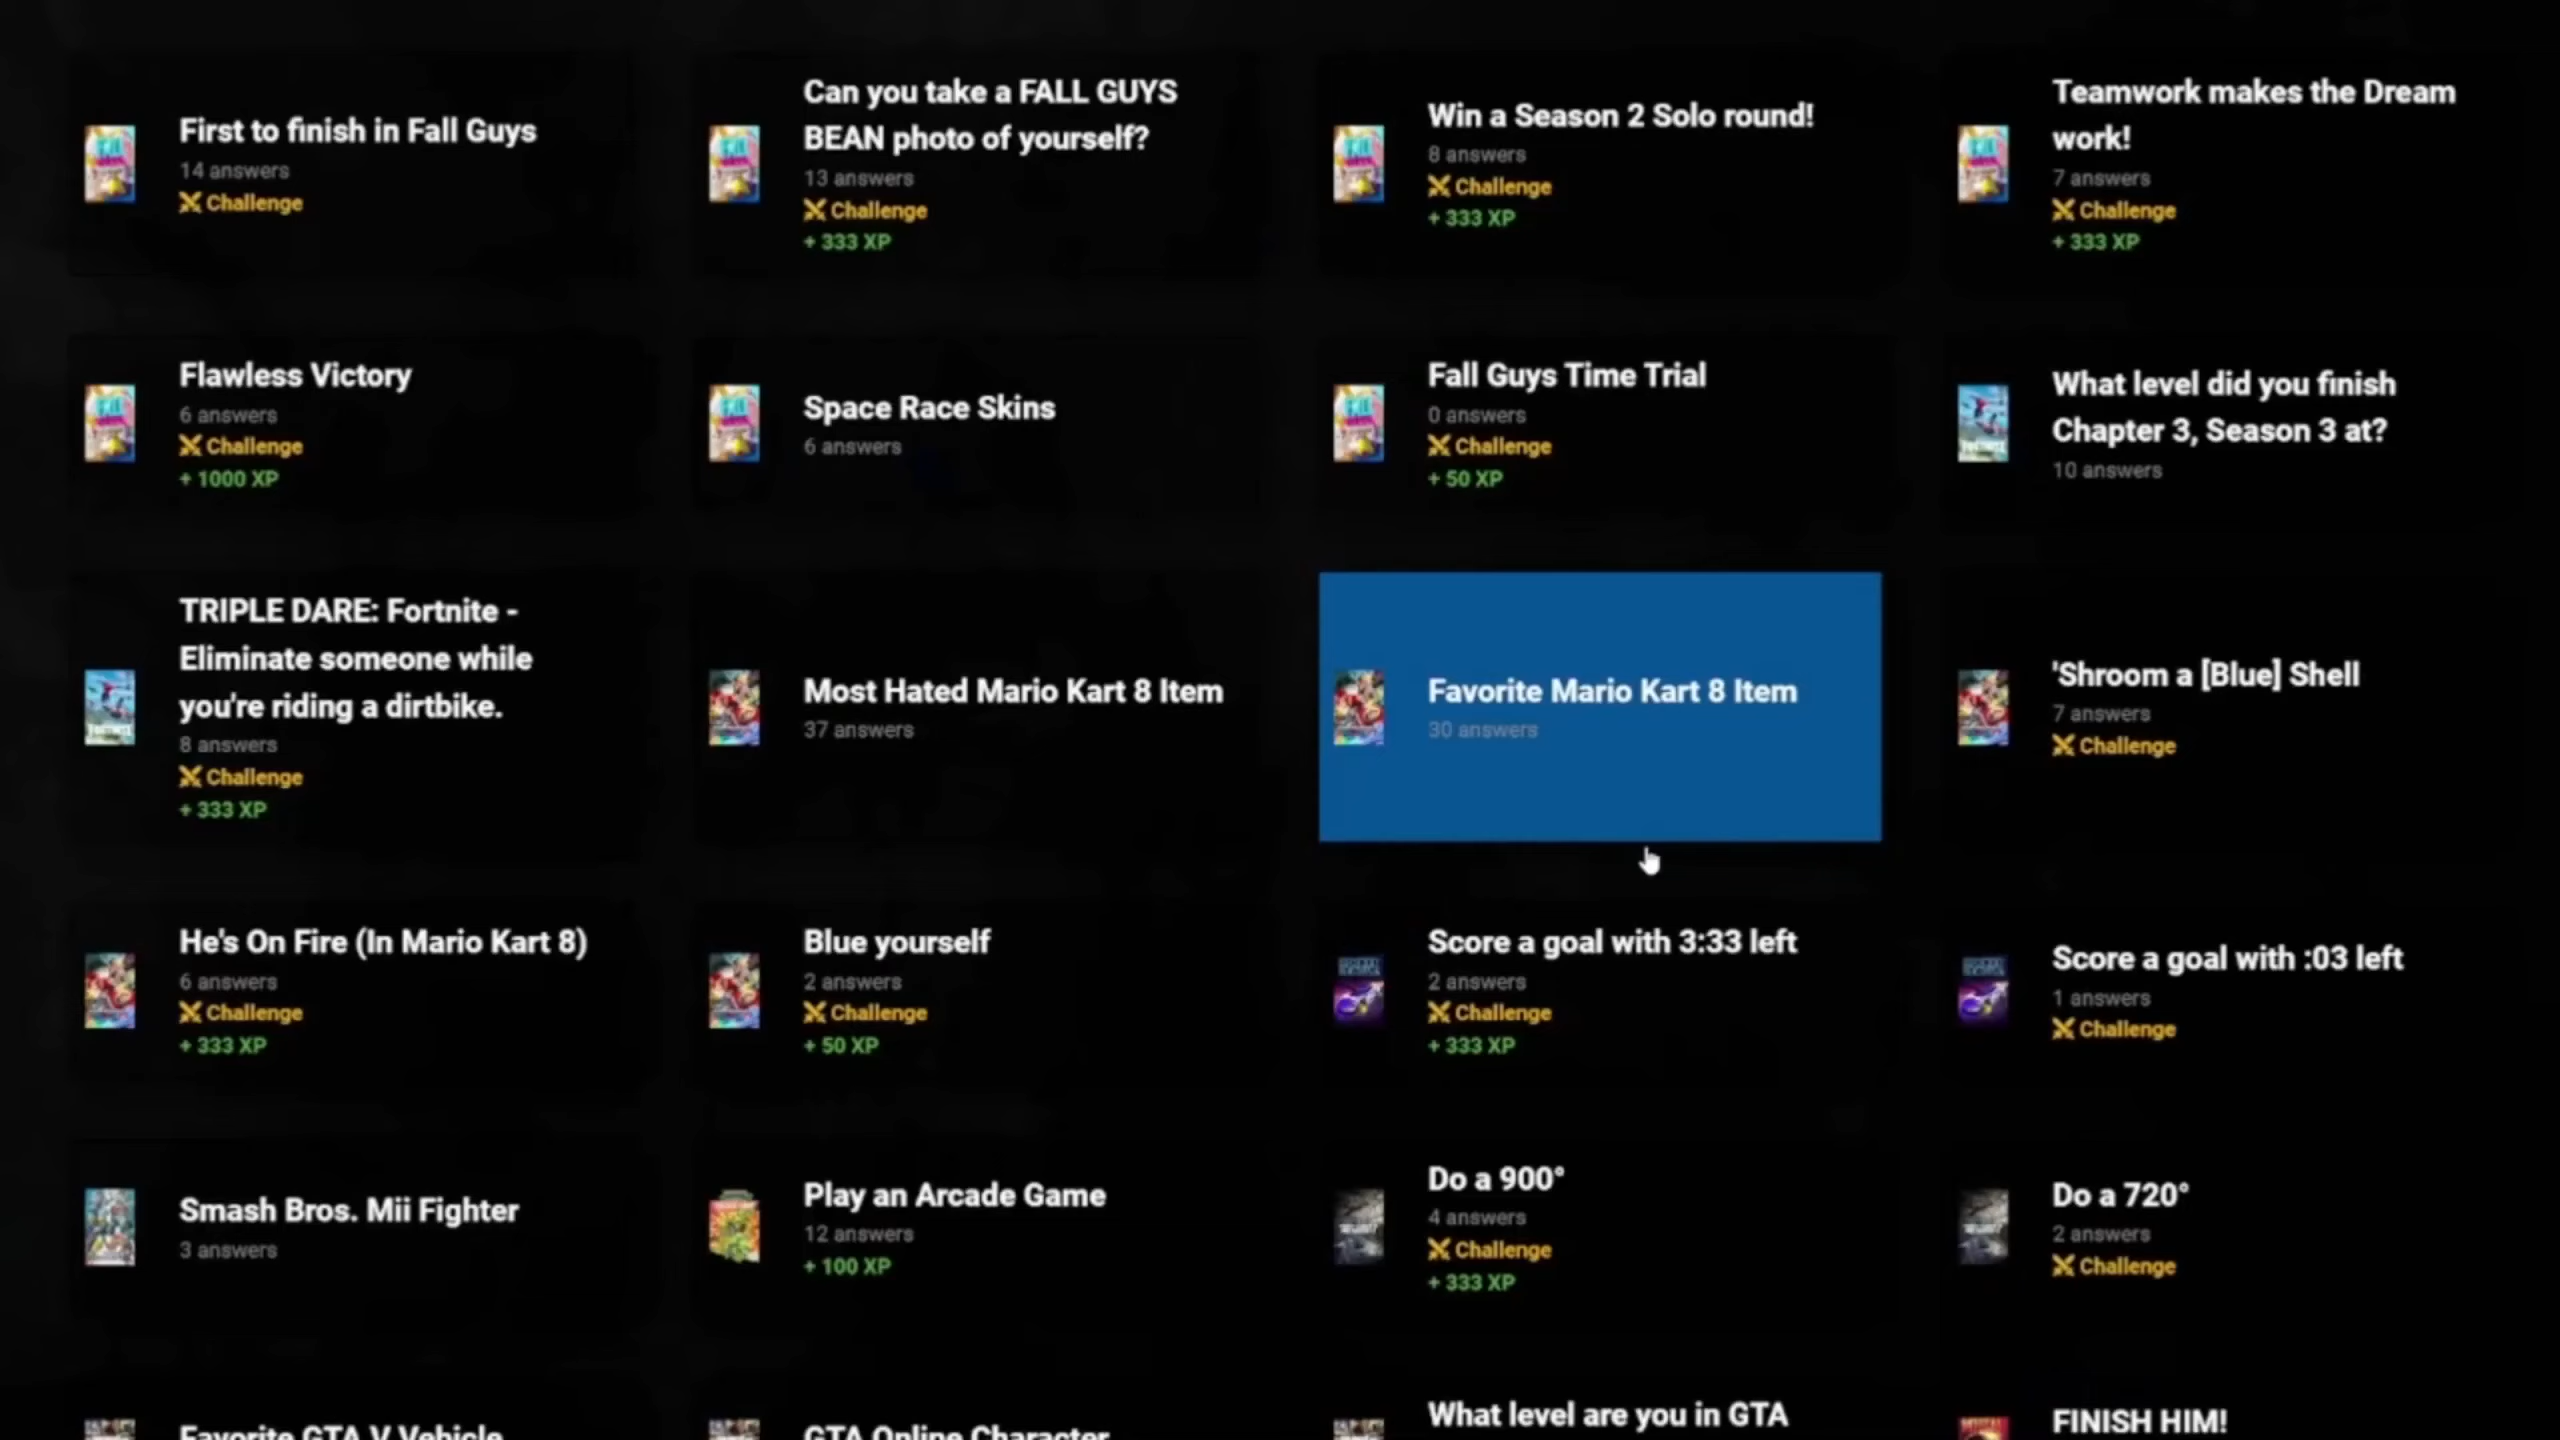 First to finish in Fall Guys
14 answers
Challenge
Can you take a FALL GUYS
BEAN photo of yourself?
13 answers
Challenge
+ 333 XP
Win a Season 2 Solo round!
8 answers
Challenge
+ 333 XP
Teamwork makes the Dream
work!
7 answers
Challenge
+ 333 XP
Flawless Victory
6 answers
Challenge
+ 1000 XP
Space Race Skins
6 answers
Fall Guys Time Trial
0 answers
Challenge
+ 50 XP
What level did you finish
Chapter 3, Season 3 at?
10 answers
TRIPLE DARE: Fortnite -
Eliminate someone while
you're riding a dirtbike.
8 answers
Challenge
+ 333 XP
Most Hated Mario Kart 8 Item
37 answers
Favorite Mario Kart 8 Item
30 answers
'Shroom a [Blue] Shell
7 answers
Challenge
He's On Fire (In Mario Kart 8)
6 answers
Challenge
+ 333 XP
Blue yourself
2 answers
Challenge
+ 50 XP
Score a goal with 3:33 left
2 answers
Challenge
+ 333 XP
Score a goal with :03 left
1 answers
Challenge
Smash Bros. Mii Fighter
3 answers
Play an Arcade Game
12 answers
+ 100 XP
Do a 900°
4 answers
Challenge
+ 333 XP
Do a 720°
2 answers
Challenge
Favorite GTA V Vehicle
GTA Online Character
What level are you in GTA
FINISH HIM!